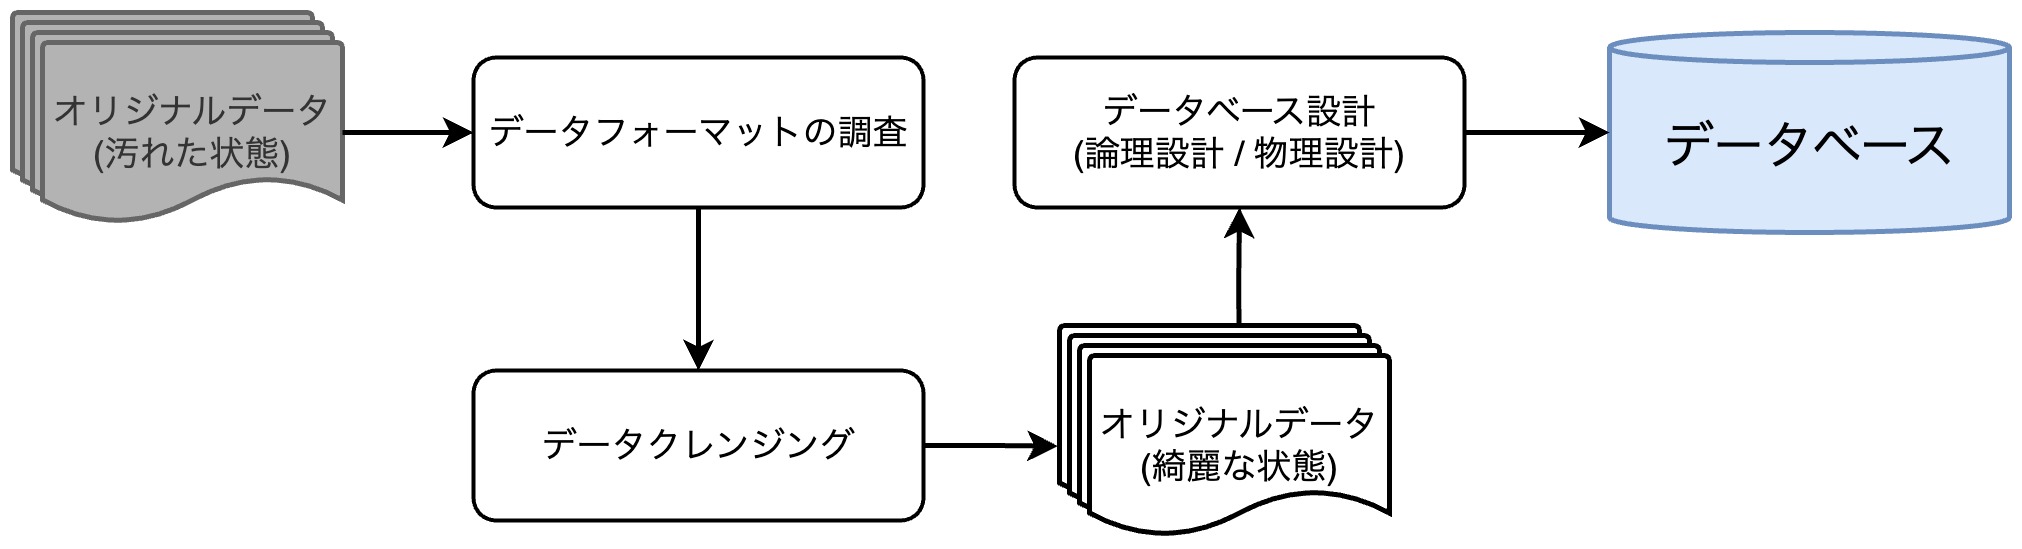 オリジナルデータ
(汚れた状態)
データフォーマットの調査
データクレンジング
オリジナルデータ
(綺麗な状態)
データベース設計
(論理設計 / 物理設計)
データベース